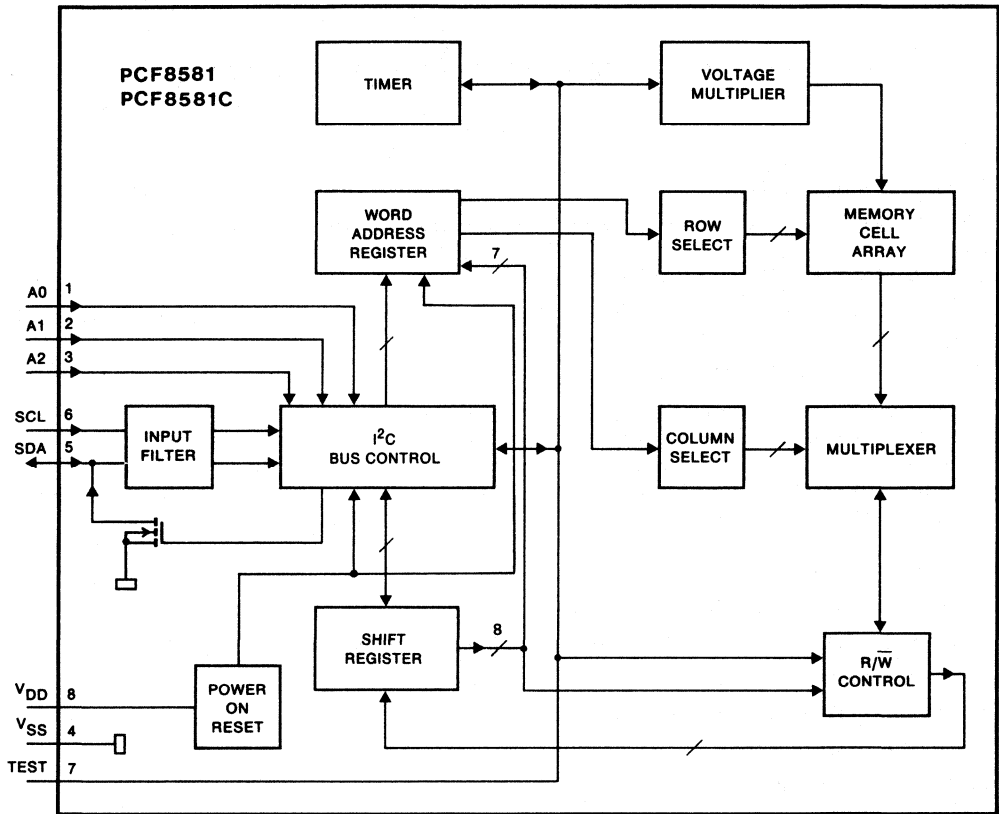 PCF8581
PCF8581C
TIMER
VOLTAGE
MULTIPLIER
WORD
ADDRESS
REGISTER
ROW
SELECT
MEMORY
CELL
ARRAY
7
A0 1
A1 2
A2 3
SCL 6
SDA 5
INPUT
FILTER
I²C
BUS CONTROL
COLUMN
SELECT
MULTIPLEXER
SHIFT
REGISTER
8
R/W̅
CONTROL
POWER
ON
RESET
VDD 8
VSS 4
TEST 7